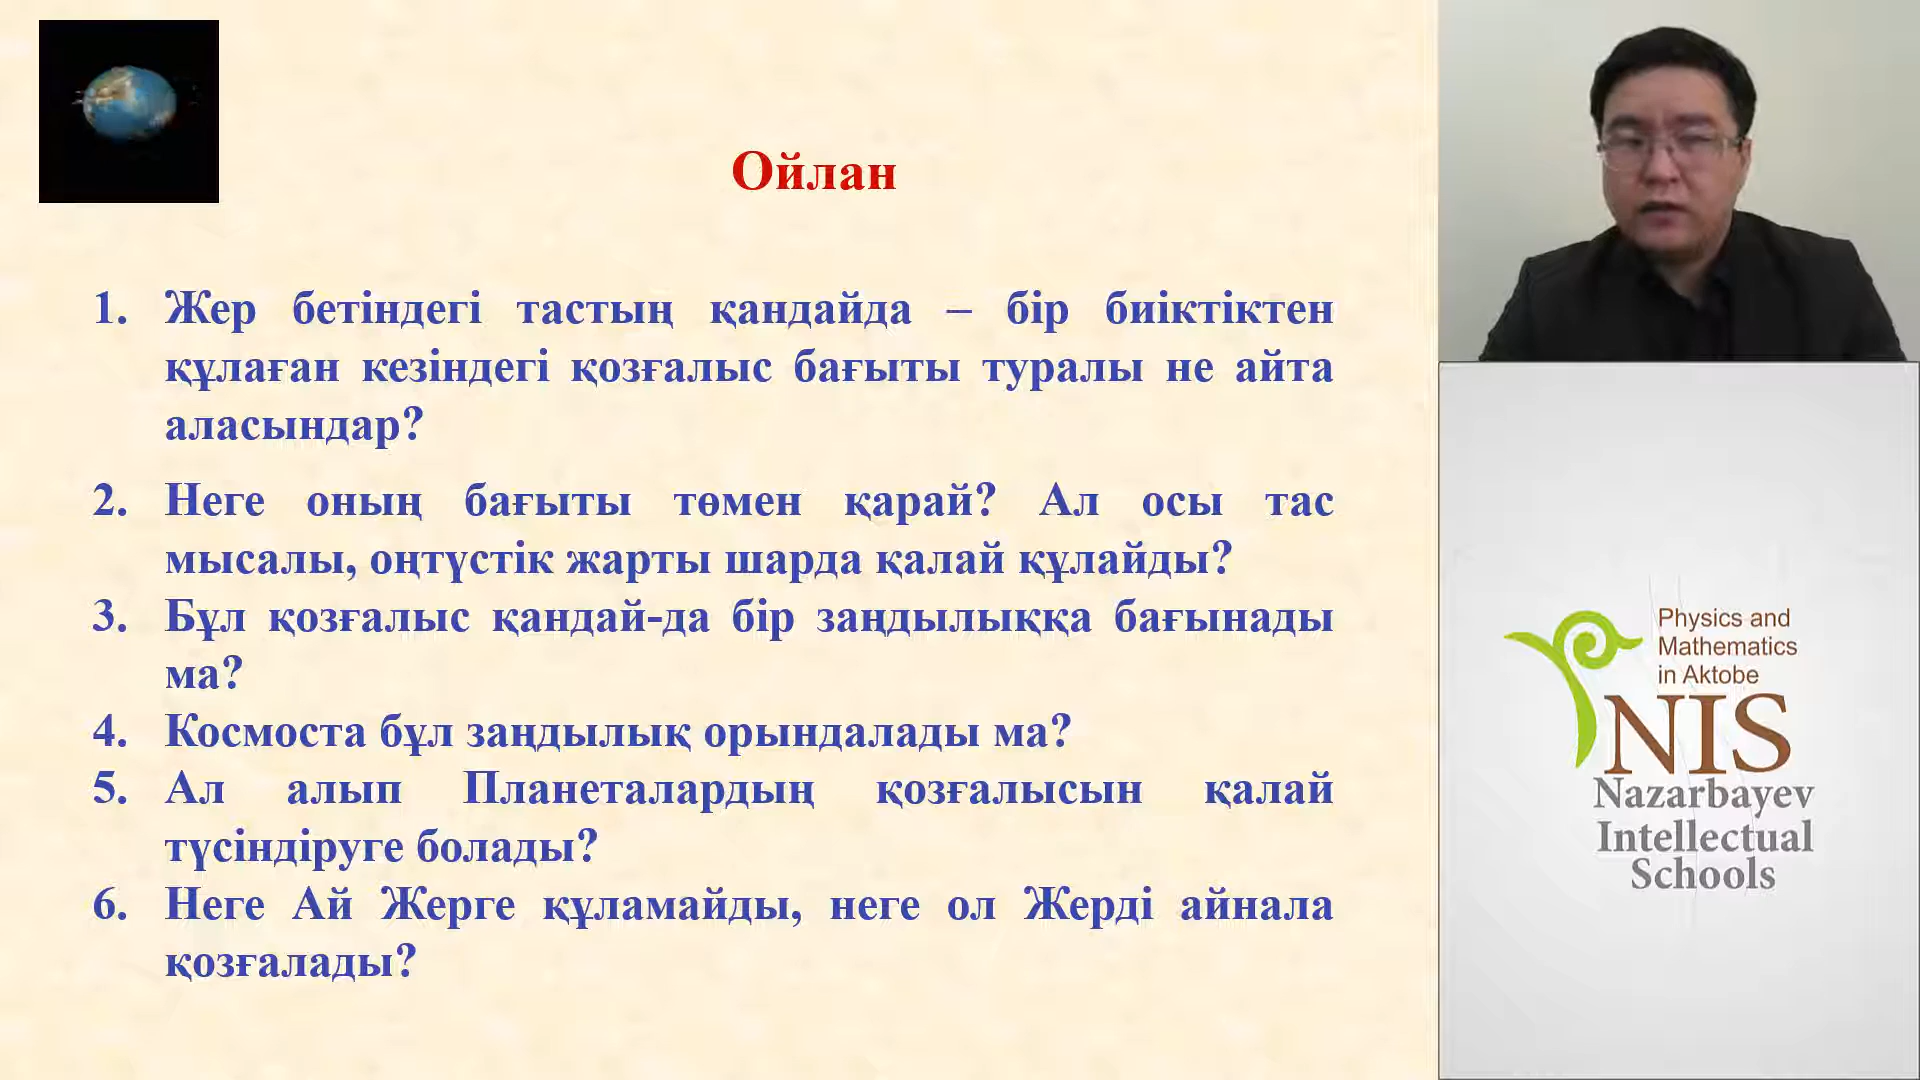 Ойлан
1. Жер бетіндегі тастың қандайда – бір биіктіктен
құлаған кезіндегі қозғалыс бағыты туралы не айта
аласындар?
2. Неге оның бағыты төмен қарай? Ал осы тас
мысалы, оңтүстік жарты шарда қалай құлайды?
3. Бұл қозғалыс қандай-да бір заңдылыққа бағынады
ма?
4. Космоста бұл заңдылық орындалады ма?
5. Ал алып Планеталардың қозғалысын қалай
түсіндіруге болады?
6. Неге Ай Жерге құламайды, неге ол Жерді айнала
қозғалады?
Physics and
Mathematics
in Aktobe
NIS
Nazarbayev
Intellectual
Schools